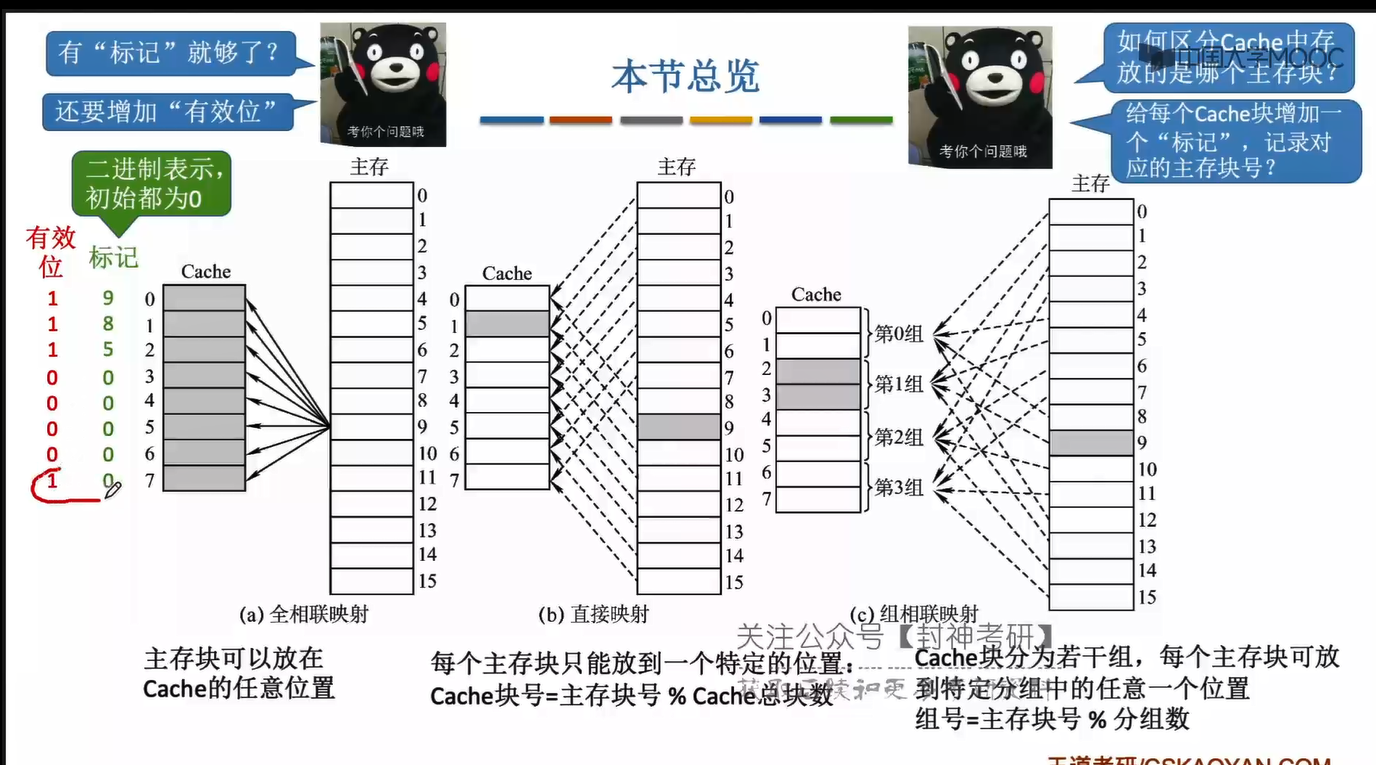 有“标记”就够了？
还要增加“有效位”
考你个问题哦
本节总览
考你个问题哦
如何区分Cache中存
放的是哪个主存块？
中国大学MOOC
给每个Cache块增加一
个“标记”，记录对
应的主存块号？
二进制表示，
初始都为0
有效
位
标记
Cache
主存
1 9 0
1 8 1
1 5 2
0 0 3
0 0 4
0 0 5
0 0 6
1 0 7
0
1
2
3
4
5
6
7
8
9
10
11
12
13
14
15
(a) 全相联映射
主存块可以放在
Cache的任意位置
Cache
主存
0
1
2
3
4
5
6
7
0
1
2
3
4
5
6
7
8
9
10
11
12
13
14
15
(b) 直接映射
每个主存块只能放到一个特定的位置：
Cache块号=主存块号 % Cache总块数
Cache
主存
0
1
2
3
4
5
6
7
第0组
第1组
第2组
第3组
0
1
2
3
4
5
6
7
8
9
10
11
12
13
14
15
(c) 组相联映射
关注公众号【封神考研】
Cache块分为若干组，每个主存块可放
到特定分组中的任意一个位置
组号=主存块号 % 分组数
王道考研/CSKAOYAN.COM